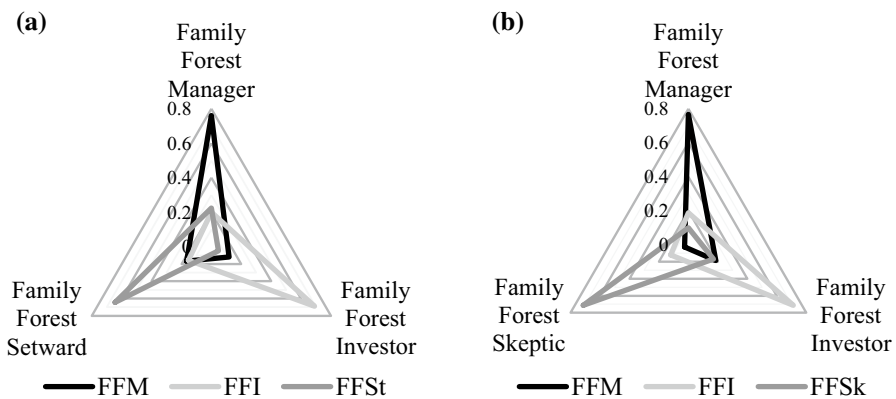 (a)
Family
Forest
Manager
0.8
0.6
0.4
0.2
0
Family
Forest
Setward
Family
Forest
Investor
FFM FFI FFSt
(b)
Family
Forest
Manager
0.8
0.6
0.4
0.2
0
Family
Forest
Skeptic
Family
Forest
Investor
FFM FFI FFSk